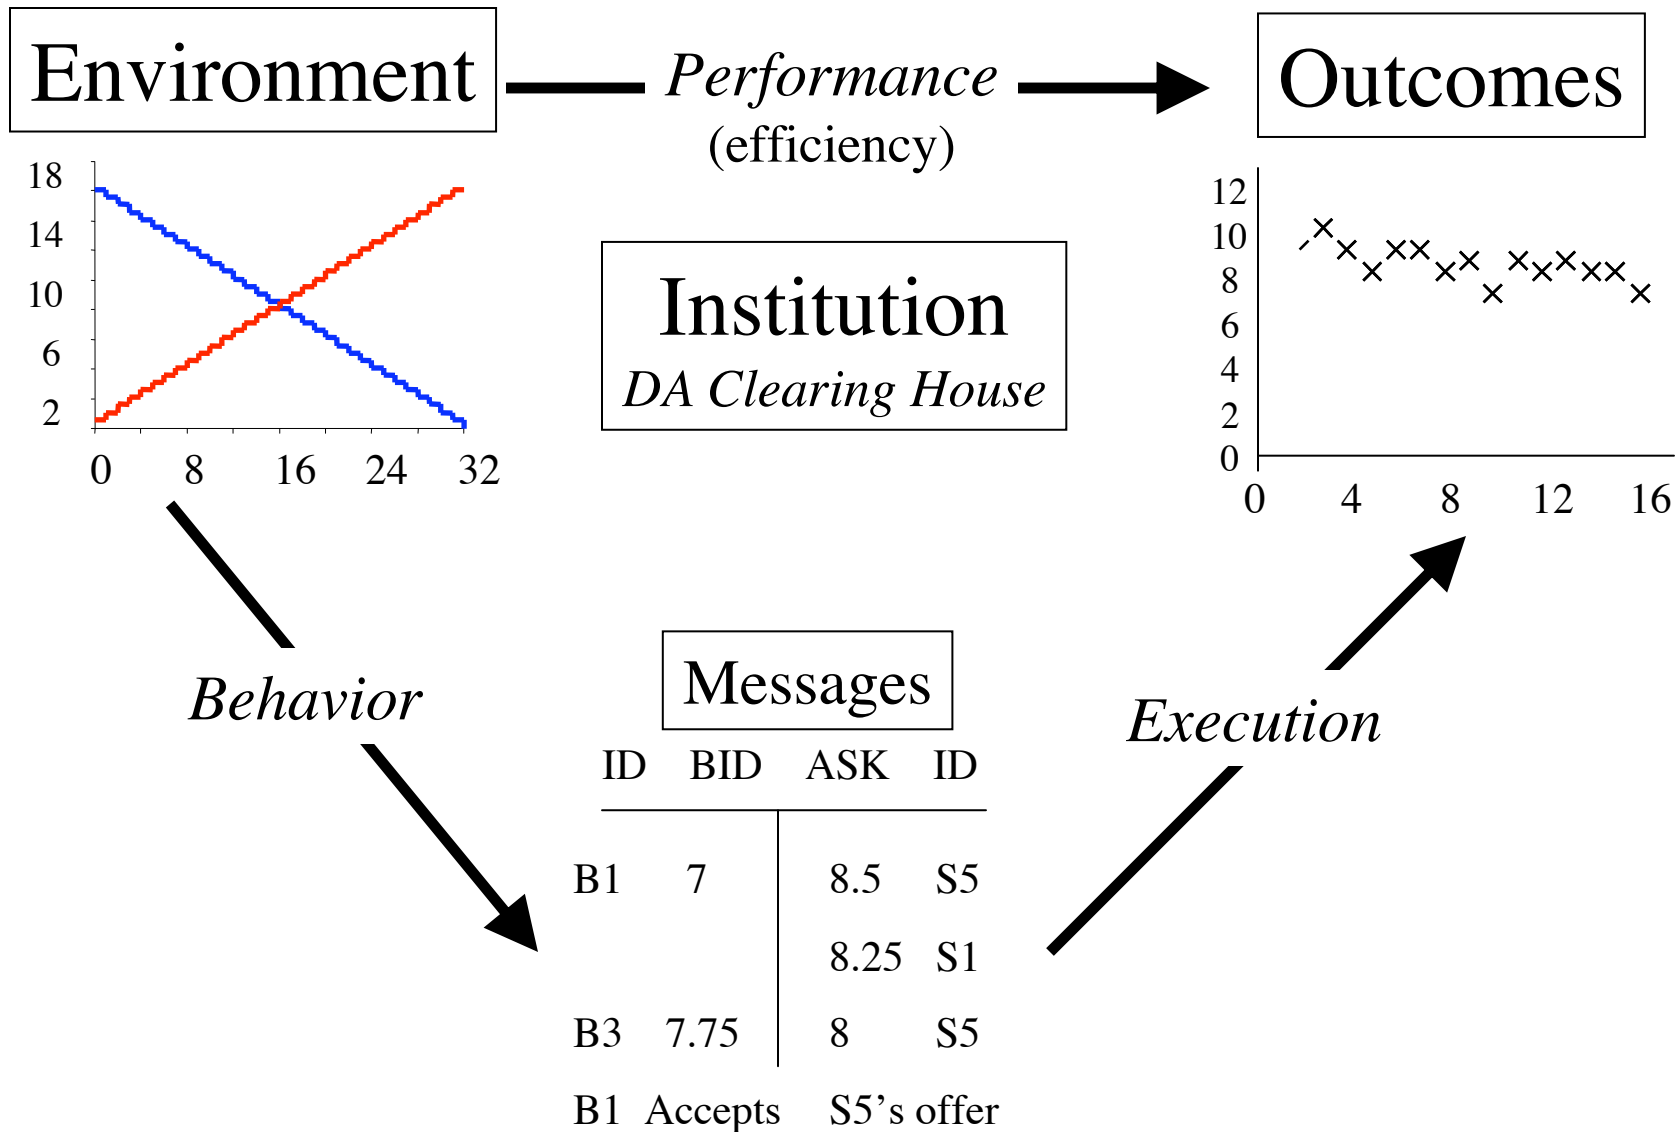 Environment
Performance
(efficiency)
Outcomes
18
14
10
6
2
0 8 16 24 32
Institution
DA Clearing House
12
10
8
6
4
2
0
0 4 8 12 16
Behavior
Messages
Execution
ID BID ASK ID
B1 7 8.5 S5
8.25 S1
B3 7.75 8 S5
B1 Accepts S5’s offer